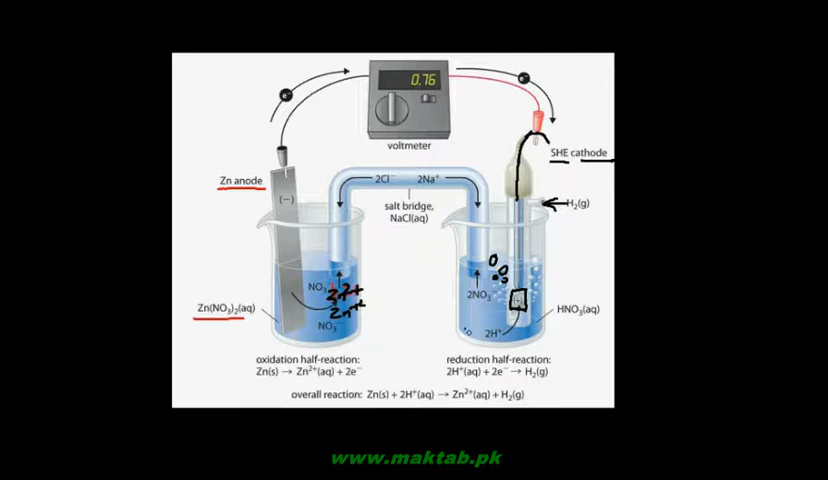 e⁻
0.76
e⁻
voltmeter
SHE cathode
Zn anode
2Cl⁻ 2Na⁺
(−)
salt bridge,
NaCl(aq)
H₂(g)
NO₃
Zn²⁺
2NO₃⁻
Zn(NO₃)₂(aq)
Zn⁺²
HNO₃(aq)
NO₃⁻
2H⁺
oxidation half-reaction:
Zn(s) → Zn²⁺(aq) + 2e⁻
reduction half-reaction:
2H⁺(aq) + 2e⁻ → H₂(g)
overall reaction: Zn(s) + 2H⁺(aq) → Zn²⁺(aq) + H₂(g)
www.maktab.pk